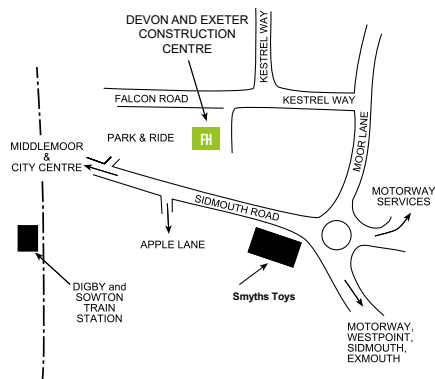 DEVON AND EXETER
CONSTRUCTION
CENTRE
KESTREL WAY
FALCON ROAD
KESTREL WAY
PARK & RIDE
FH
MOOR LANE
MIDDLEMOOR
&
CITY CENTRE
MOTORWAY
SERVICES
SIDMOUTH ROAD
APPLE LANE
DIGBY and
SOWTON
TRAIN
STATION
Smyths Toys
MOTORWAY,
WESTPOINT,
SIDMOUTH,
EXMOUTH